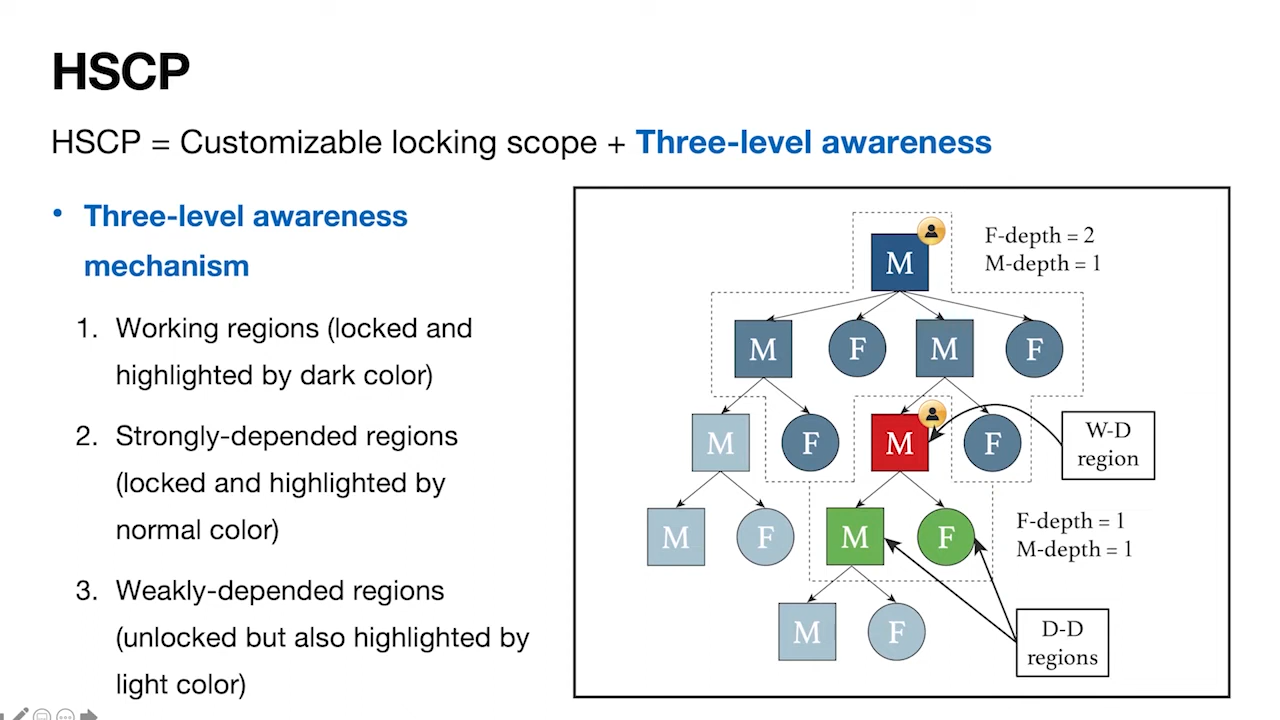 HSCP
HSCP = Customizable locking scope + Three-level awareness
• Three-level awareness
mechanism
1. Working regions (locked and
highlighted by dark color)
2. Strongly-depended regions
(locked and highlighted by
normal color)
3. Weakly-depended regions
(unlocked but also highlighted by
light color)
M
F-depth = 2
M-depth = 1
M F M F
M F M F
W-D
region
M F M F
F-depth = 1
M-depth = 1
M F
D-D
regions